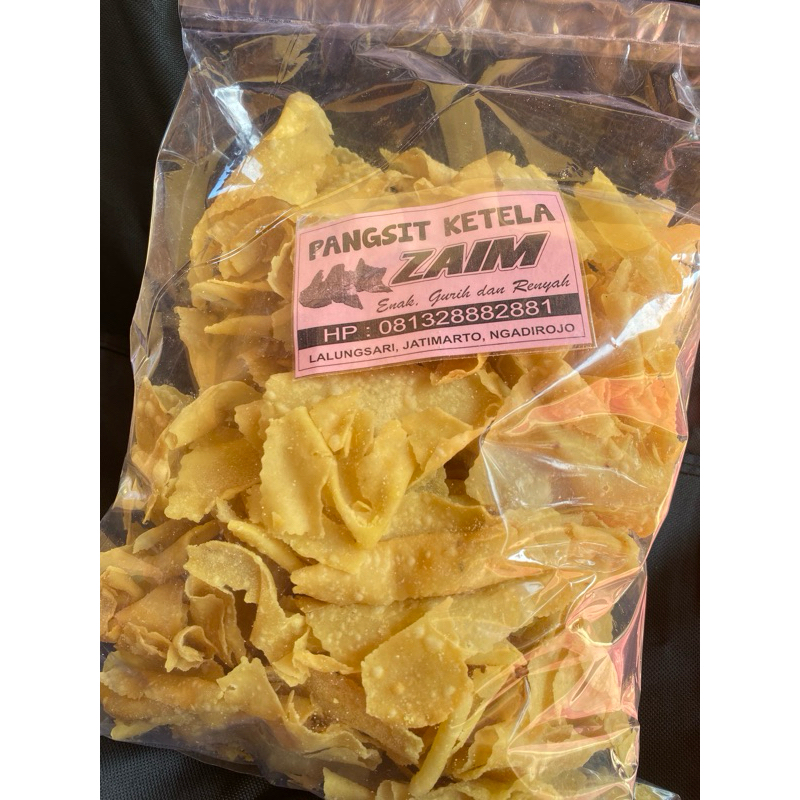 PANGSIT KETELA
ZAIM
Enak, Gurih dan Renyah
HP : 081328882881
LALUNGSARI, JATIMARTO, NGADIROJO